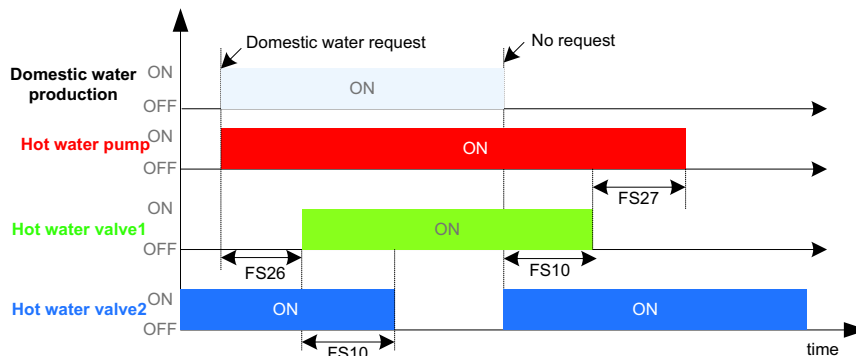 Domestic water request
No request
Domestic water
production
ON
OFF
ON
Hot water pump
ON
OFF
ON
FS27
Hot water valve1
ON
OFF
ON
FS26
FS10
Hot water valve2
ON
OFF
ON
ON
FS10
time